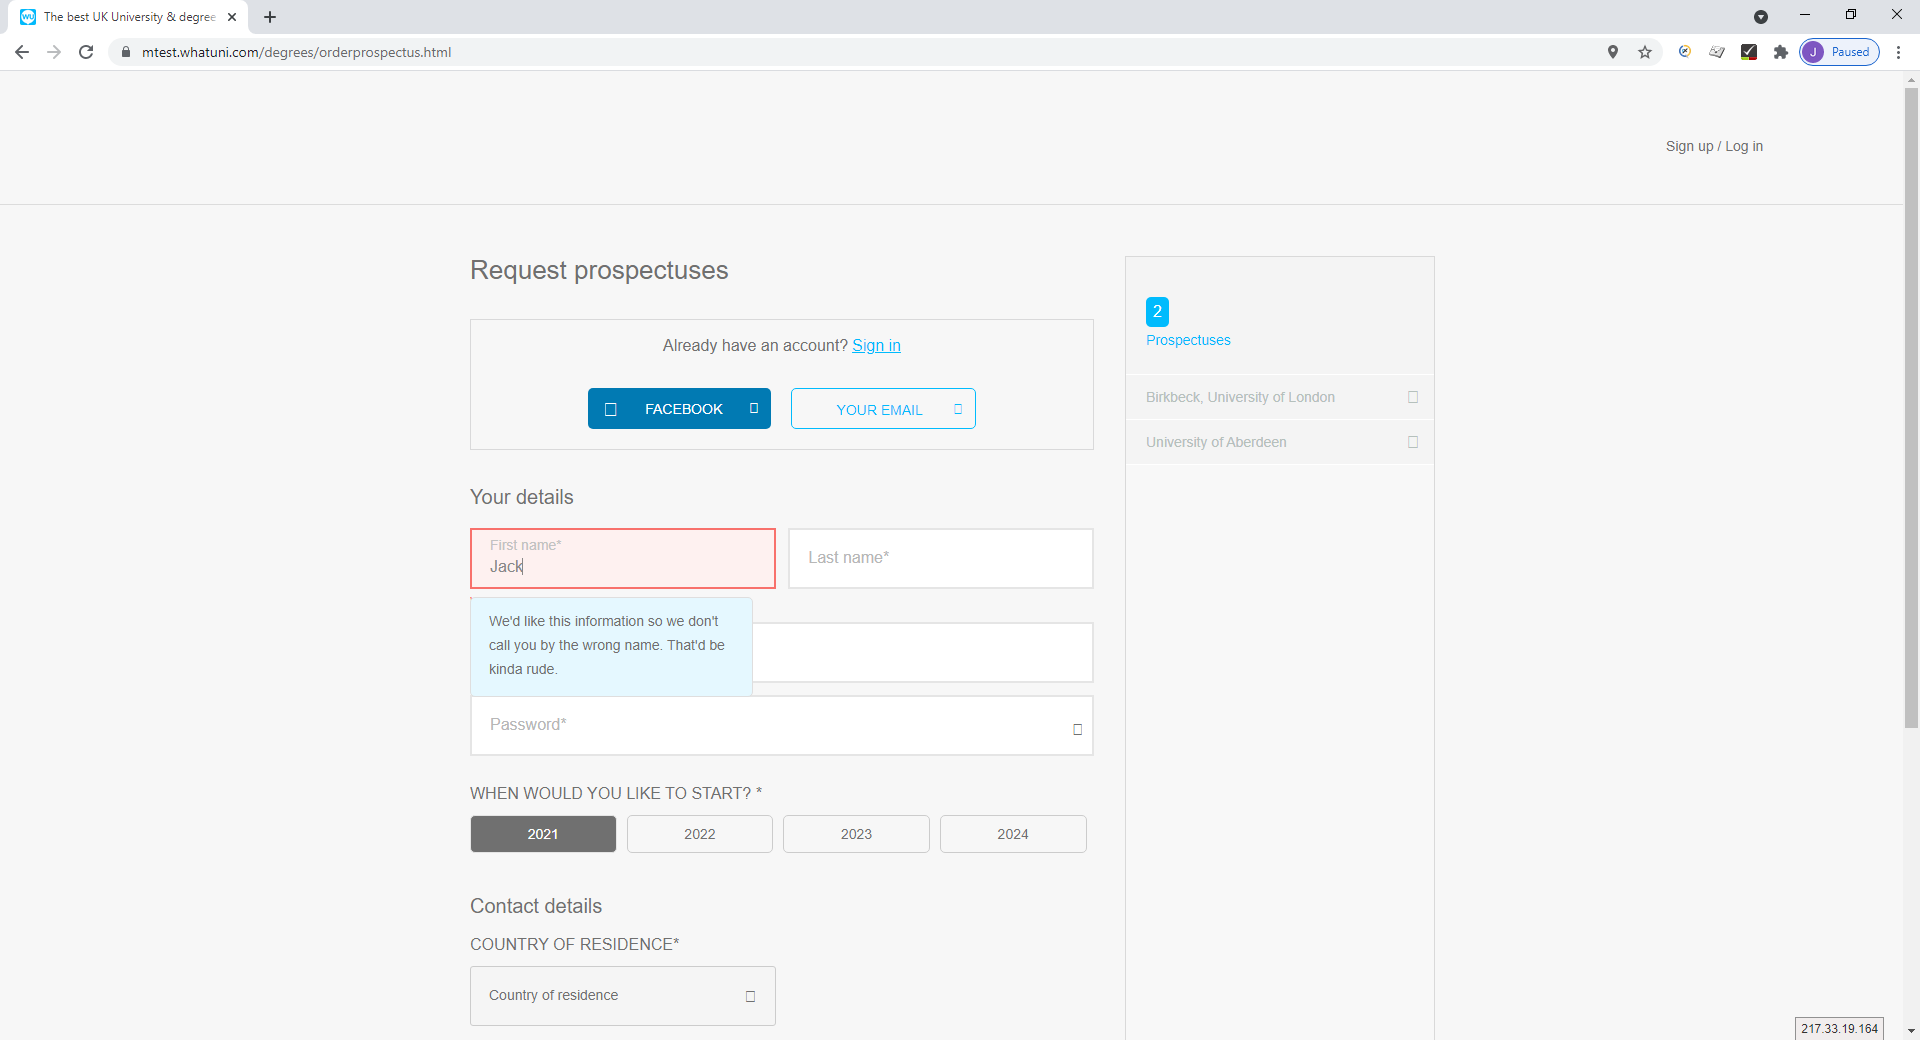 The best UK University & degree
mtest.whatuni.com/degrees/orderprospectus.html
J Paused
Sign up / Log in
Request prospectuses
Already have an account? Sign in
FACEBOOK
YOUR EMAIL
Your details
First name*
Jack
Last name*
We'd like this information so we don't
call you by the wrong name. That'd be
kinda rude.
Password*
WHEN WOULD YOU LIKE TO START? *
2021 2022 2023 2024
Contact details
COUNTRY OF RESIDENCE*
Country of residence
2
Prospectuses
Birkbeck, University of London
University of Aberdeen
217.33.19.164